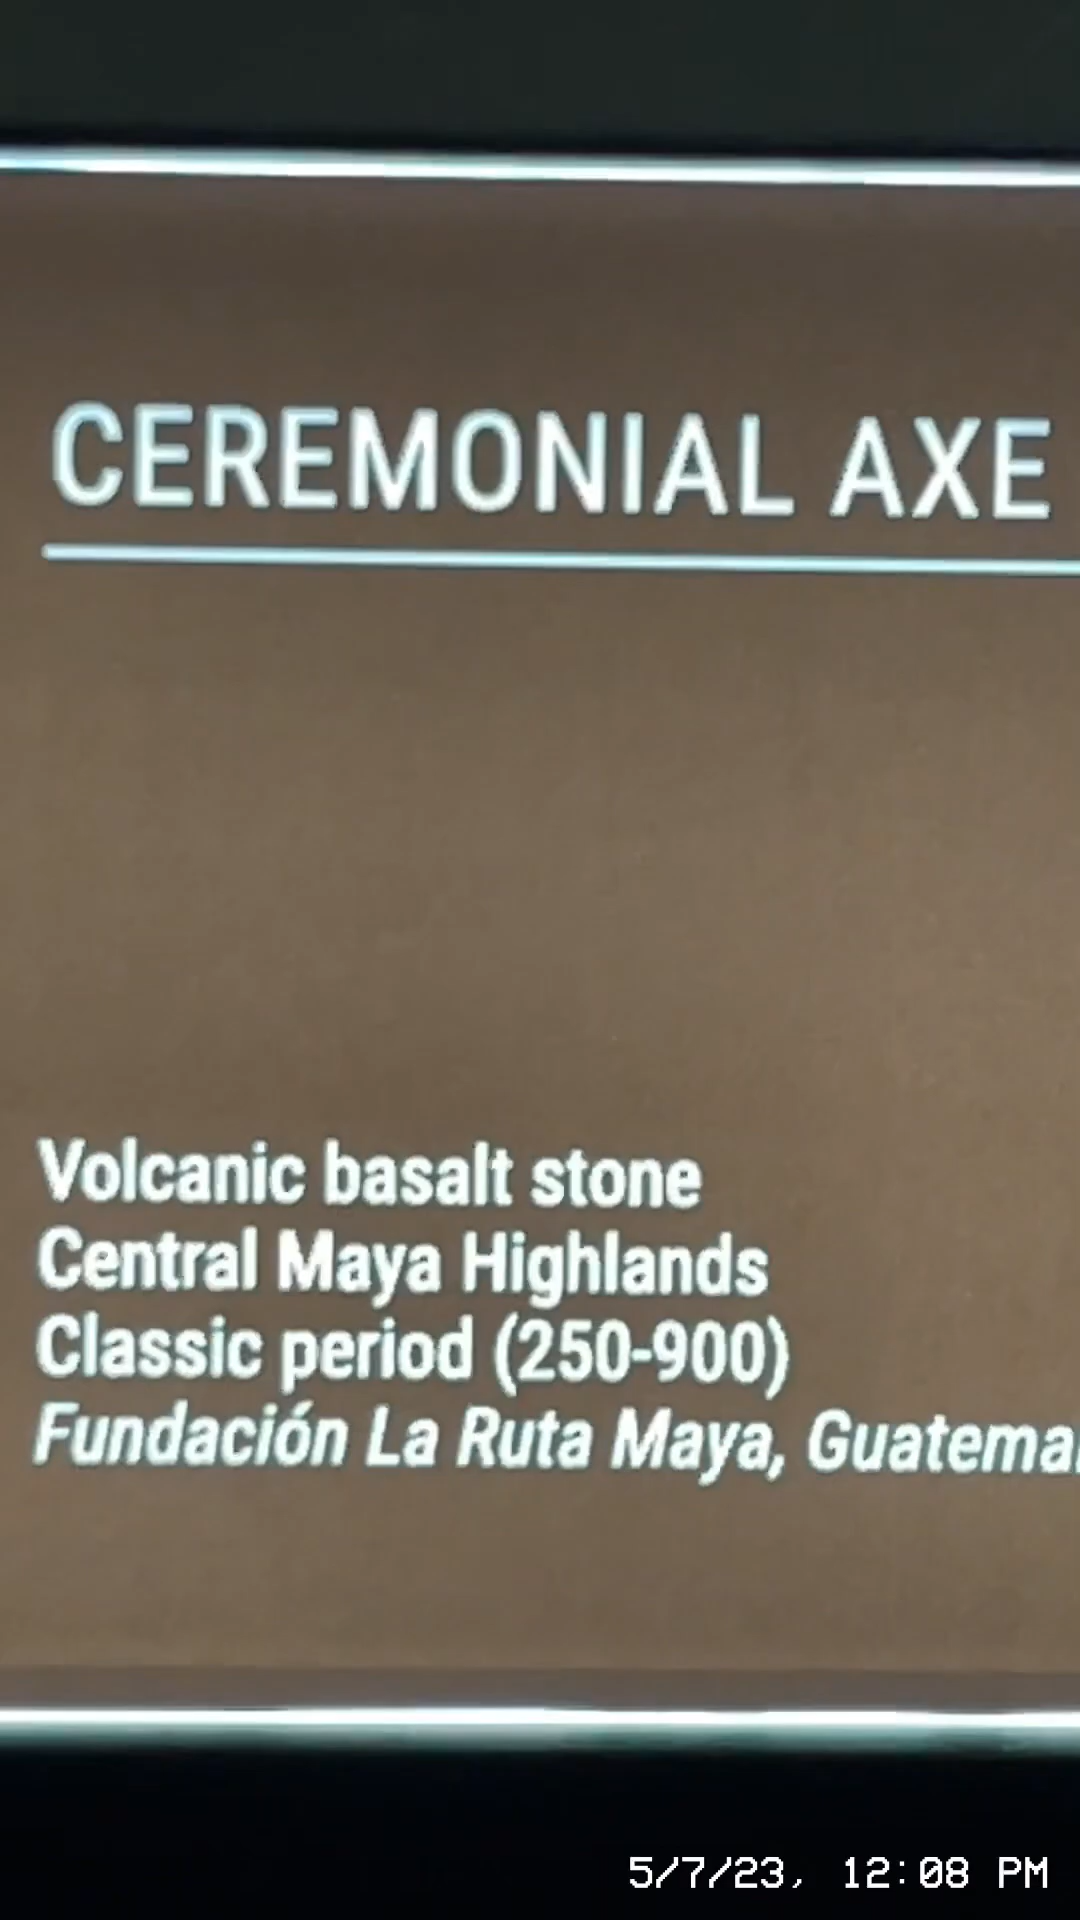 CEREMONIAL AXE
Volcanic basalt stone
Central Maya Highlands
Classic period (250-900)
Fundación La Ruta Maya, Guatemal
5/7/23, 12:08 PM